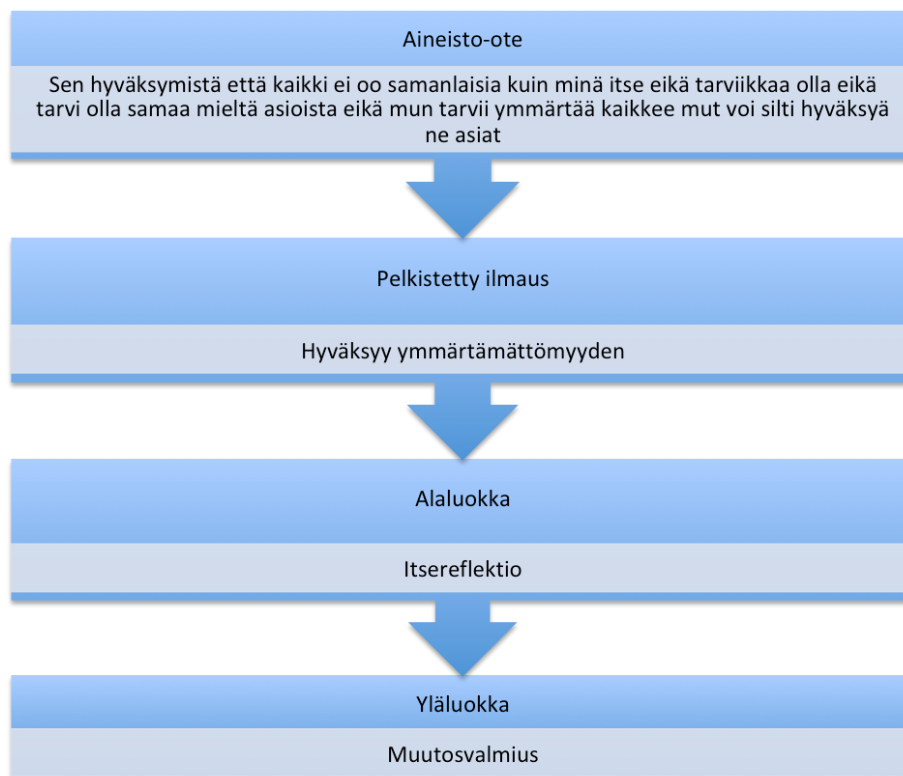 Aineisto-ote
Sen hyväksymistä että kaikki ei oo samanlaisia kuin minä itse eikä tarviikkaa olla eikä
tarvi olla samaa mieltä asioista eikä mun tarvii ymmärtää kaikkee mut voi silti hyväksyä
ne asiat
Pelkistetty ilmaus
Hyväksyy ymmärtämättömyyden
Alaluokka
Itsereflektio
Yläluokka
Muutosvalmius